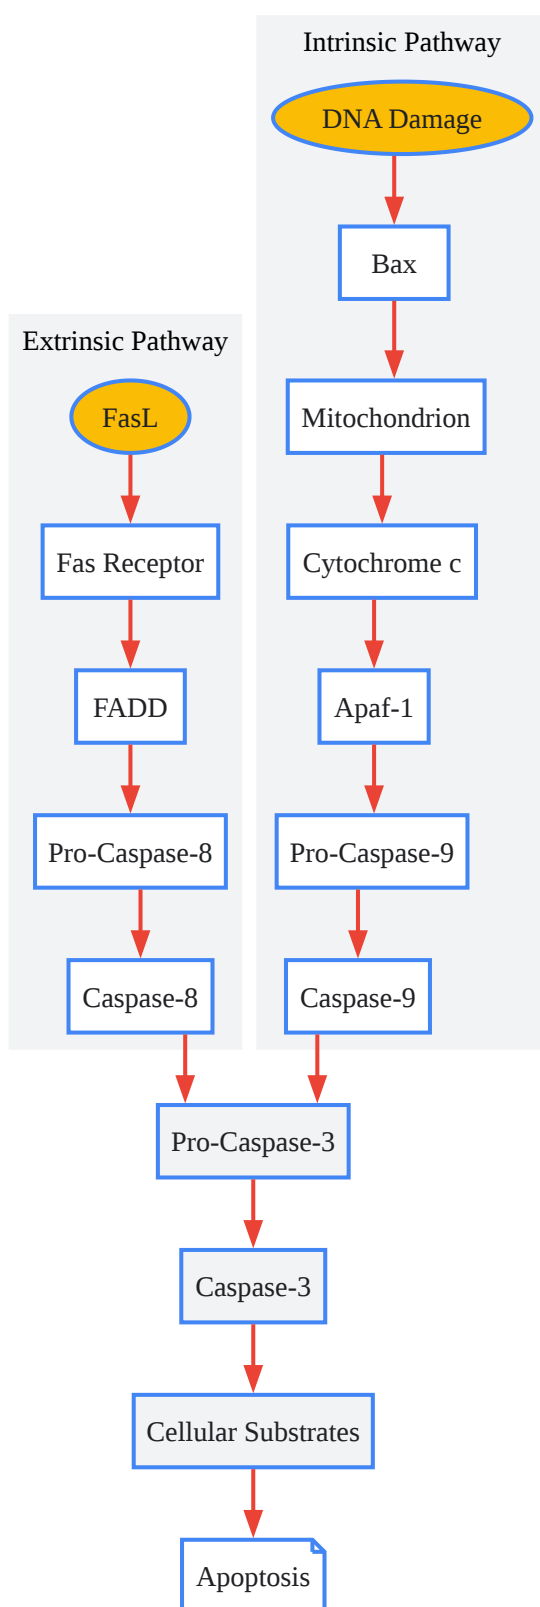 Intrinsic Pathway
DNA Damage
Bax
Extrinsic Pathway
FasL
Mitochondrion
Fas Receptor
Cytochrome c
FADD
Apaf-1
Pro-Caspase-8
Pro-Caspase-9
Caspase-8
Caspase-9
Pro-Caspase-3
Caspase-3
Cellular Substrates
Apoptosis